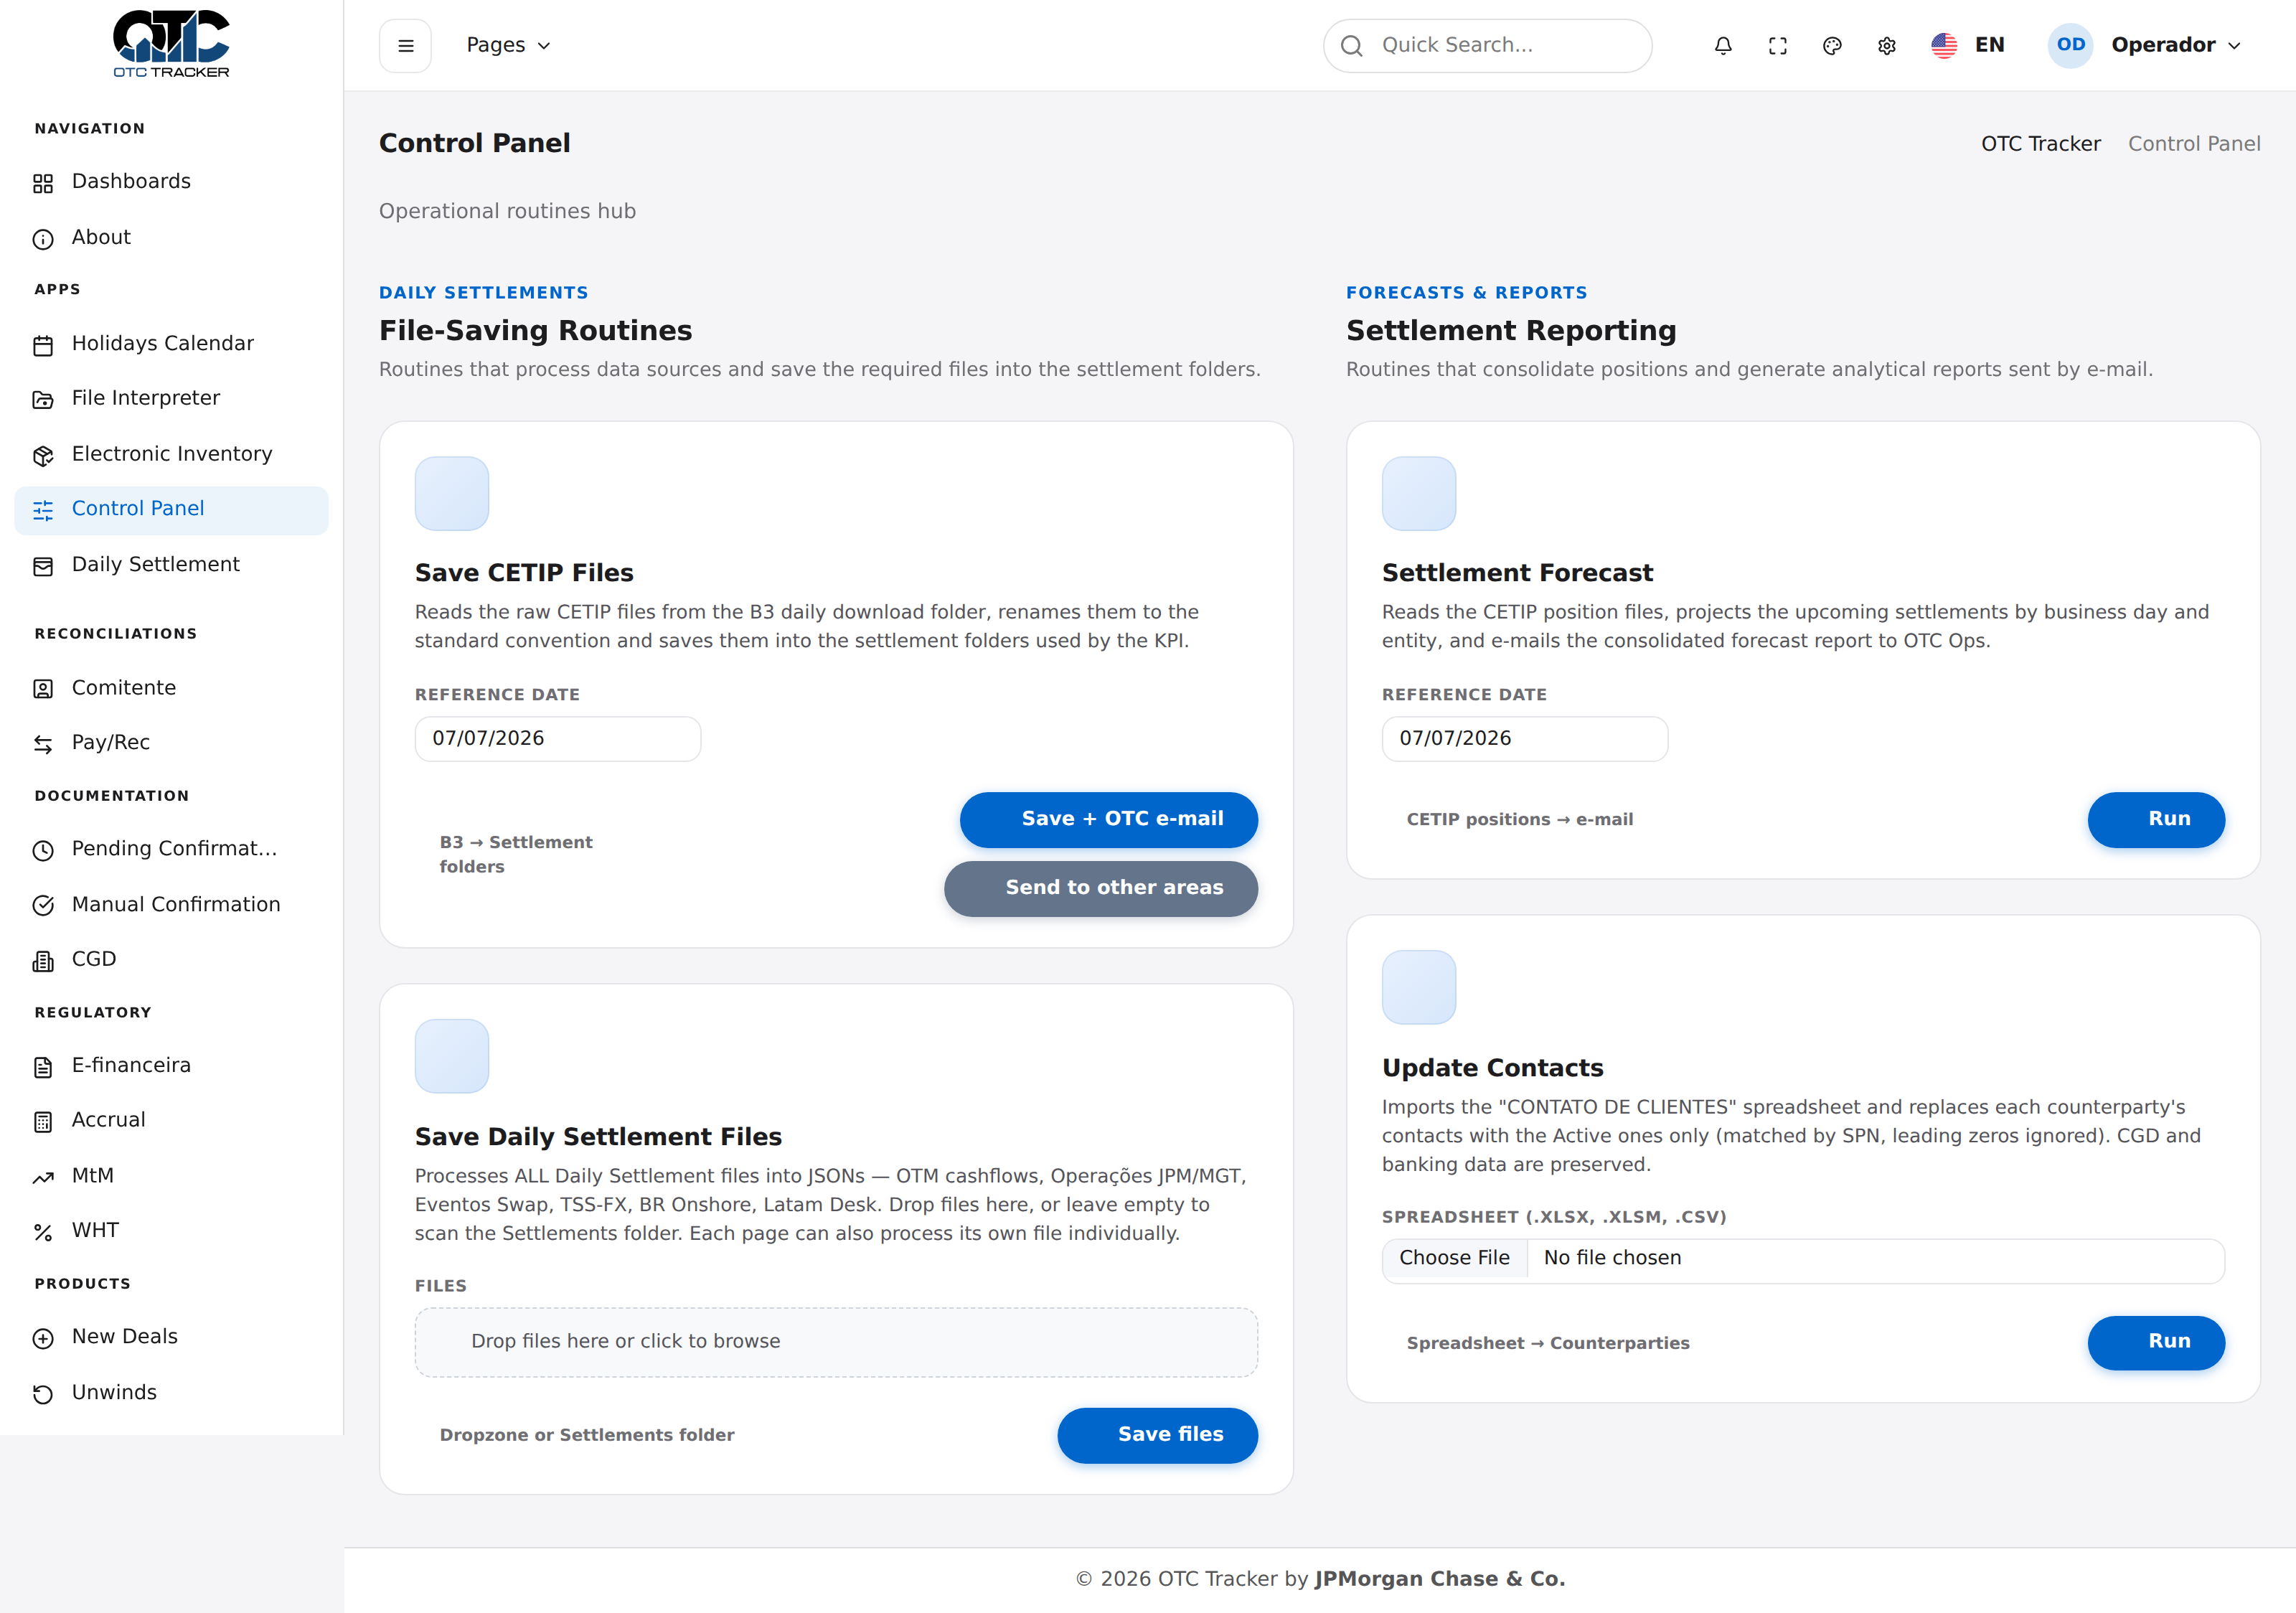 OTC
OTC TRACKER
NAVIGATION
Dashboards
About
APPS
Holidays Calendar
File Interpreter
Electronic Inventory
Control Panel
Daily Settlement
RECONCILIATIONS
Comitente
Pay/Rec
DOCUMENTATION
Pending Confirmat...
Manual Confirmation
CGD
REGULATORY
E-financeira
Accrual
MtM
WHT
PRODUCTS
New Deals
Unwinds
Pages
Quick Search...
EN
OD
Operador
Control Panel
OTC Tracker
Control Panel
Operational routines hub
DAILY SETTLEMENTS
File-Saving Routines
Routines that process data sources and save the required files into the settlement folders.
Save CETIP Files
Reads the raw CETIP files from the B3 daily download folder, renames them to the
standard convention and saves them into the settlement folders used by the KPI.
REFERENCE DATE
07/07/2026
B3 → Settlement
folders
Save + OTC e-mail
Send to other areas
Save Daily Settlement Files
Processes ALL Daily Settlement files into JSONs — OTM cashflows, Operações JPM/MGT,
Eventos Swap, TSS-FX, BR Onshore, Latam Desk. Drop files here, or leave empty to
scan the Settlements folder. Each page can also process its own file individually.
FILES
Drop files here or click to browse
Dropzone or Settlements folder
Save files
FORECASTS & REPORTS
Settlement Reporting
Routines that consolidate positions and generate analytical reports sent by e-mail.
Settlement Forecast
Reads the CETIP position files, projects the upcoming settlements by business day and
entity, and e-mails the consolidated forecast report to OTC Ops.
REFERENCE DATE
07/07/2026
CETIP positions → e-mail
Run
Update Contacts
Imports the "CONTATO DE CLIENTES" spreadsheet and replaces each counterparty's
contacts with the Active ones only (matched by SPN, leading zeros ignored). CGD and
banking data are preserved.
SPREADSHEET (.XLSX, .XLSM, .CSV)
Choose File
No file chosen
Spreadsheet → Counterparties
Run
© 2026 OTC Tracker by JPMorgan Chase & Co.